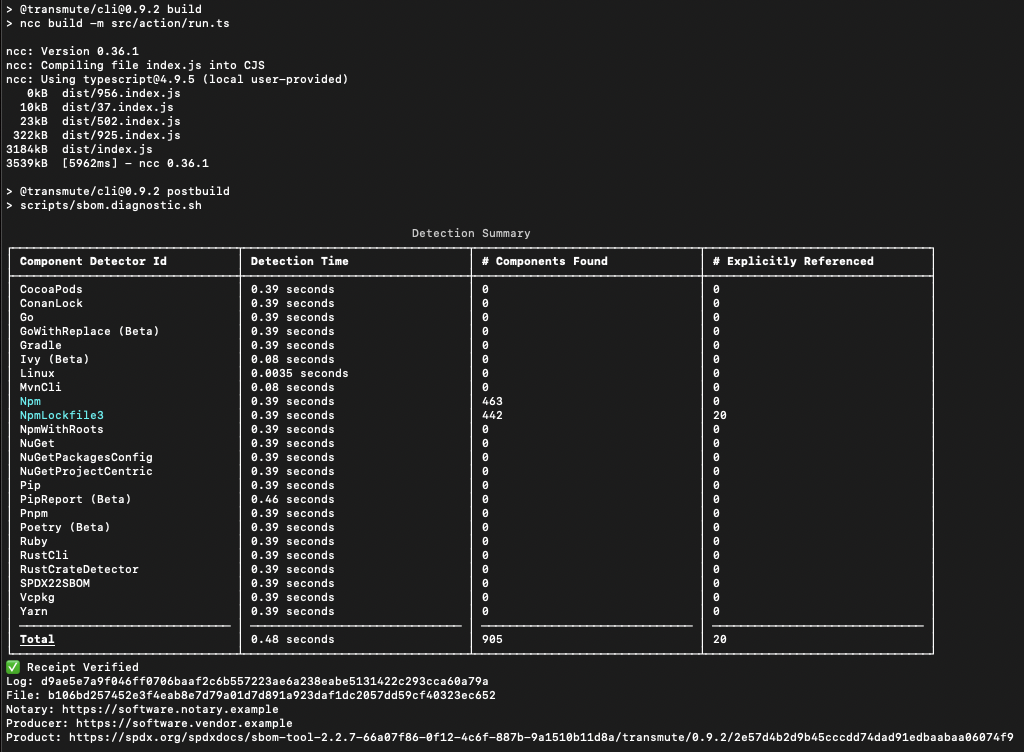 > @transmute/cli@0.9.2 build
> ncc build -m src/action/run.ts
ncc: Version 0.36.1
ncc: Compiling file index.js into CJS
ncc: Using typescript@4.9.5 (local user-provided)
0kB dist/956.index.js
10kB dist/37.index.js
23kB dist/502.index.js
322kB dist/925.index.js
3184kB dist/index.js
3539kB [5962ms] - ncc 0.36.1
> @transmute/cli@0.9.2 postbuild
> scripts/sbom.diagnostic.sh
Detection Summary
Component Detector Id Detection Time # Components Found # Explicitly Referenced
CocoaPods 0.39 seconds 0 0
ConanLock 0.39 seconds 0 0
Go 0.39 seconds 0 0
GoWithReplace (Beta) 0.39 seconds 0 0
Gradle 0.39 seconds 0 0
Ivy (Beta) 0.08 seconds 0 0
Linux 0.0035 seconds 0 0
MvnCli 0.08 seconds 0 0
Npm 0.39 seconds 463 0
NpmLockfile3 0.39 seconds 442 20
NpmWithRoots 0.39 seconds 0 0
NuGet 0.39 seconds 0 0
NuGetPackagesConfig 0.39 seconds 0 0
NuGetProjectCentric 0.39 seconds 0 0
Pip 0.39 seconds 0 0
PipReport (Beta) 0.46 seconds 0 0
Pnpm 0.39 seconds 0 0
Poetry (Beta) 0.39 seconds 0 0
Ruby 0.39 seconds 0 0
RustCli 0.39 seconds 0 0
RustCrateDetector 0.39 seconds 0 0
SPDX22SBOM 0.39 seconds 0 0
Vcpkg 0.39 seconds 0 0
Yarn 0.39 seconds 0 0
Total 0.48 seconds 905 20
✅ Receipt Verified
Log: d9ae5e7a9f046ff0706baaf2c6b557223ae6a238eabe5131422c293cca60a79a
File: b106bd257452e3f4eab8e7d79a01d7d891a923daf1dc2057dd59cf40323ec652
Notary: https://software.notary.example
Producer: https://software.vendor.example
Product: https://spdx.org/spdxdocs/sbom-tool-2.2.7-66a07f86-0f12-4c6f-887b-9a1510b11d8a/transmute/0.9.2/2e57d4b2d9b45cccdd74dad91edbaabaa06074f9